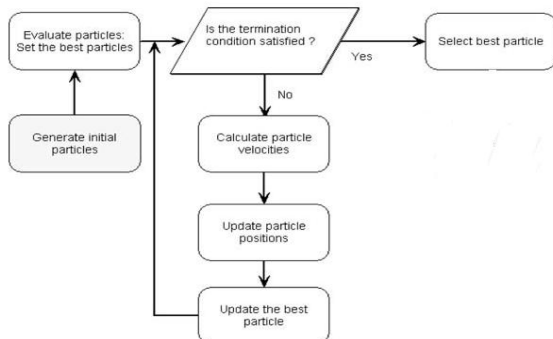 Evaluate particles:
Set the best particles
Is the termination
condition satisfied ?
Yes
Select best particle
No
Generate initial
particles
Calculate particle
velocities
Update particle
positions
Update the best
particle